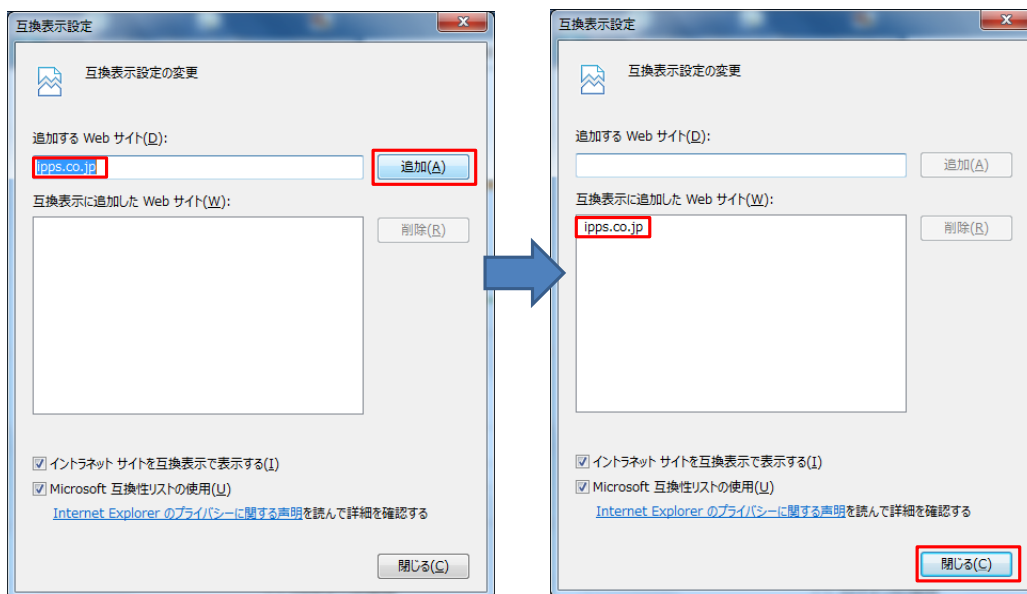 互換表示設定
互換表示設定の変更
追加する Web サイト(D):
ipps.co.jp
追加(A)
互換表示に追加した Web サイト(W):
削除(R)
イントラネット サイトを互換表示で表示する(I)
Microsoft 互換性リストの使用(U)
Internet Explorer のプライバシーに関する声明を読んで詳細を確認する
閉じる(C)
互換表示設定
互換表示設定の変更
追加する Web サイト(D):
追加(A)
互換表示に追加した Web サイト(W):
ipps.co.jp
削除(R)
イントラネット サイトを互換表示で表示する(I)
Microsoft 互換性リストの使用(U)
Internet Explorer のプライバシーに関する声明を読んで詳細を確認する
閉じる(C)